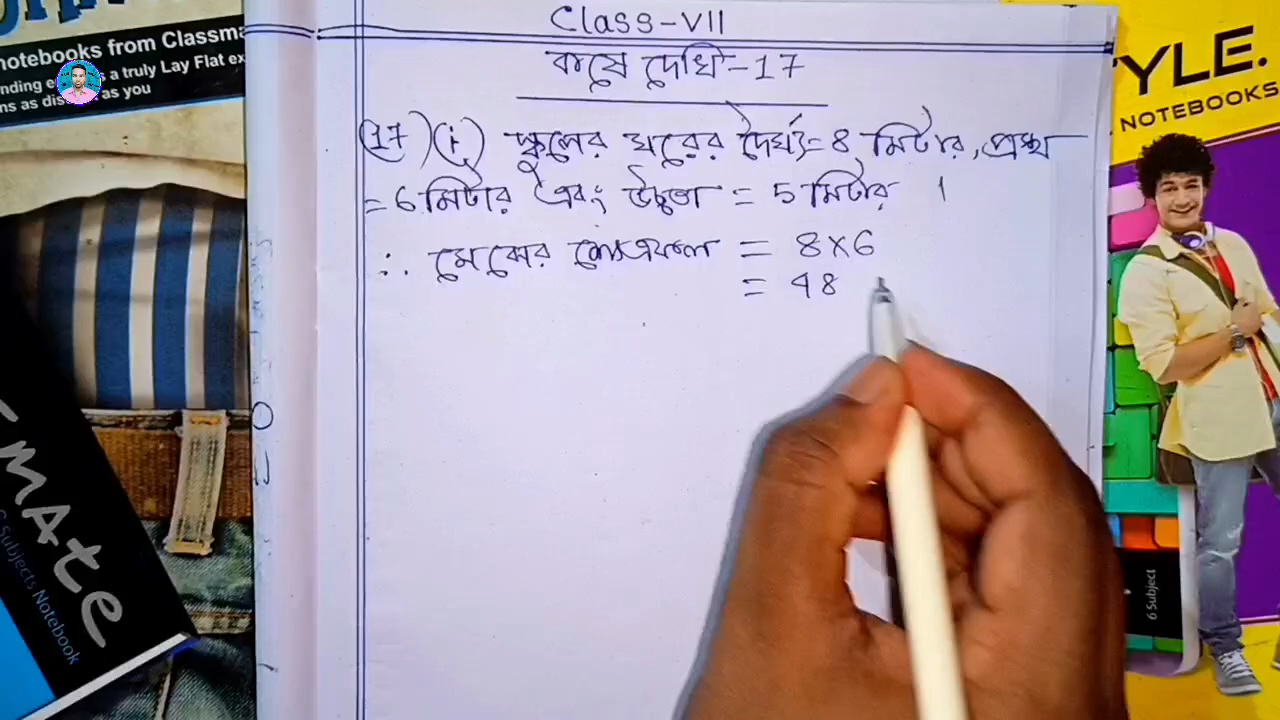 Class-VII
কষে দেখি-17
(17)(i) স্কুলের ঘরের দৈর্ঘ্য=8 মিটার, প্রস্থ
=6 মিটার এবং উচ্চতা = 5 মিটার ।
∴ মেঝের ক্ষেত্রফল = 8×6
= 48
notebooks from Classma
a truly Lay Flat ex
as you
mate
Subjects Notebook
YLE.
NOTEBOOKS
6 Subject